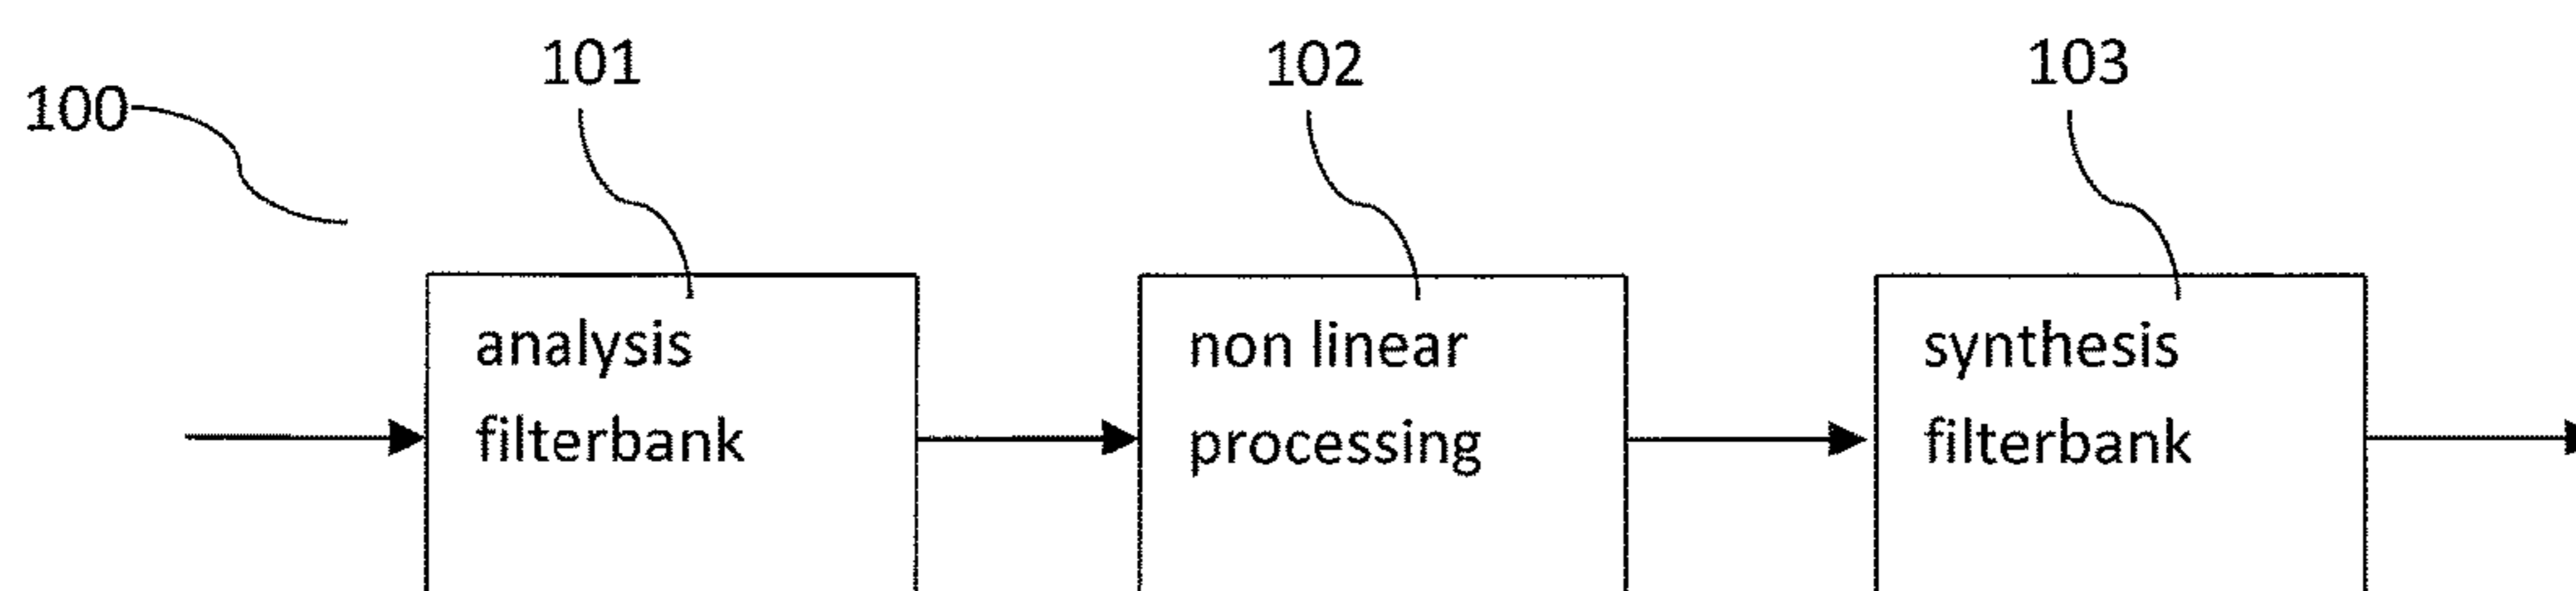 100
101
102
103
analysis
filterbank
non linear
processing
synthesis
filterbank